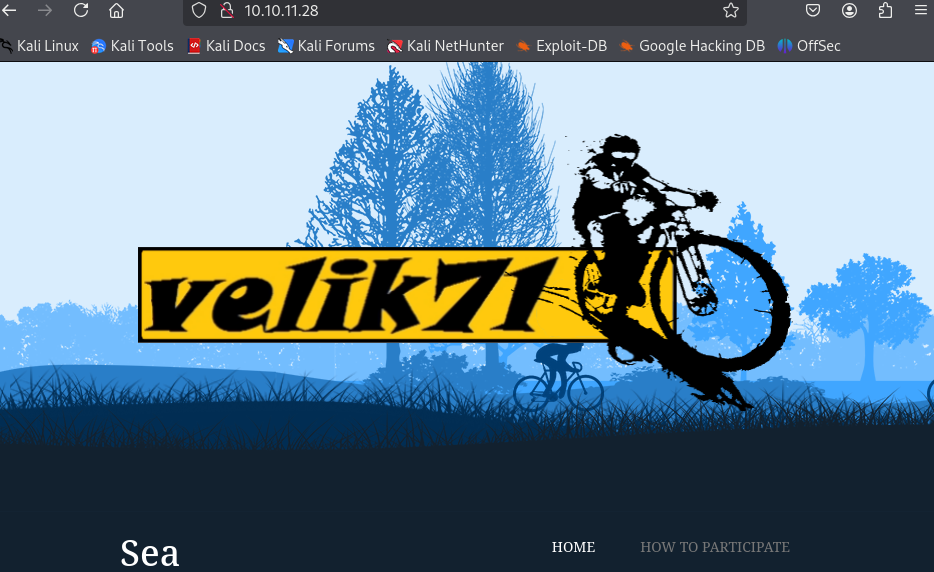 10.10.11.28
Kali Linux Kali Tools Kali Docs Kali Forums Kali NetHunter Exploit-DB Google Hacking DB OffSec
velik71
Sea HOME HOW TO PARTICIPATE